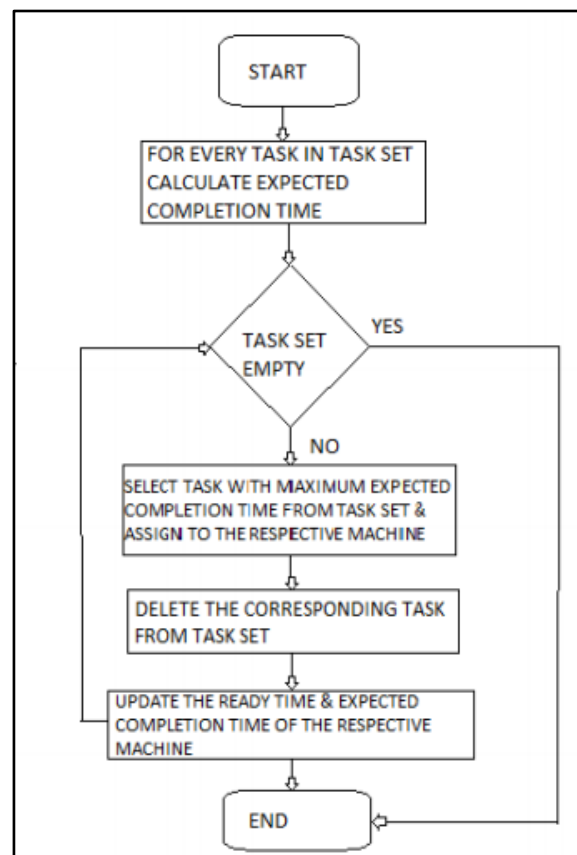 START
FOR EVERY TASK IN TASK SET
CALCULATE EXPECTED
COMPLETION TIME
TASK SET
EMPTY
YES
NO
SELECT TASK WITH MAXIMUM EXPECTED
COMPLETION TIME FROM TASK SET &
ASSIGN TO THE RESPECTIVE MACHINE
DELETE THE CORRESPONDING TASK
FROM TASK SET
UPDATE THE READY TIME & EXPECTED
COMPLETION TIME OF THE RESPECTIVE
MACHINE
END